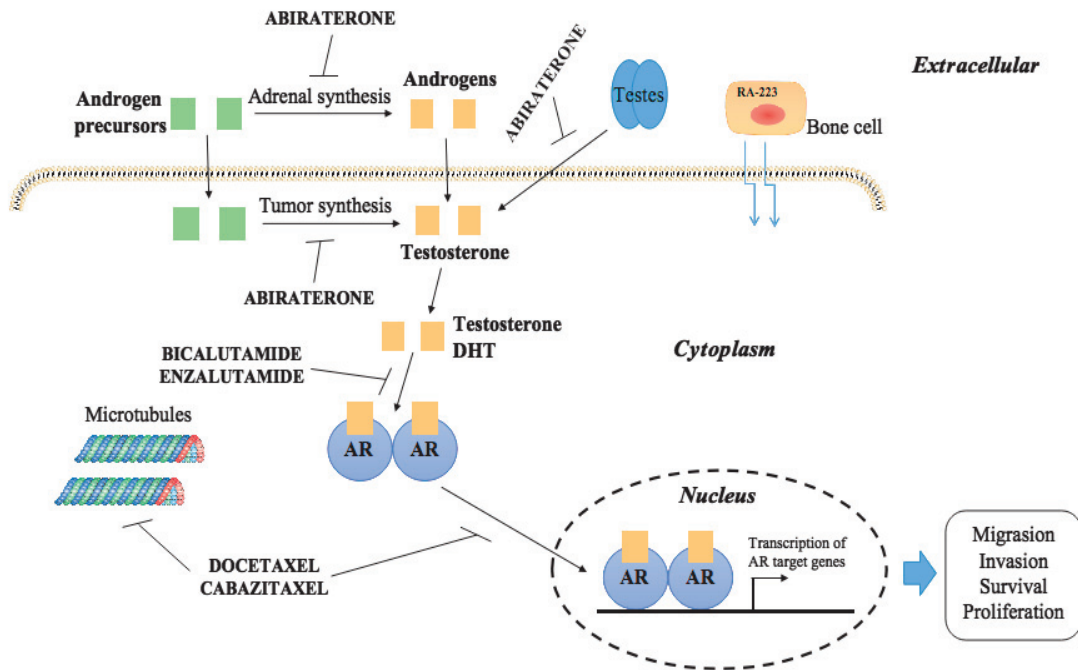 ABIRATERONE
Extracellular
Androgens
ABIRATERONE
Testes
RA-223
Bone cell
Androgen
precursors
Adrenal synthesis
Tumor synthesis
Testosterone
ABIRATERONE
Testosterone
DHT
Cytoplasm
BICALUTAMIDE
ENZALUTAMIDE
Microtubules
AR
AR
Nucleus
Transcription of
AR target genes
AR
AR
DOCETAXEL
CABAZITAXEL
Migrasion
Invasion
Survival
Proliferation